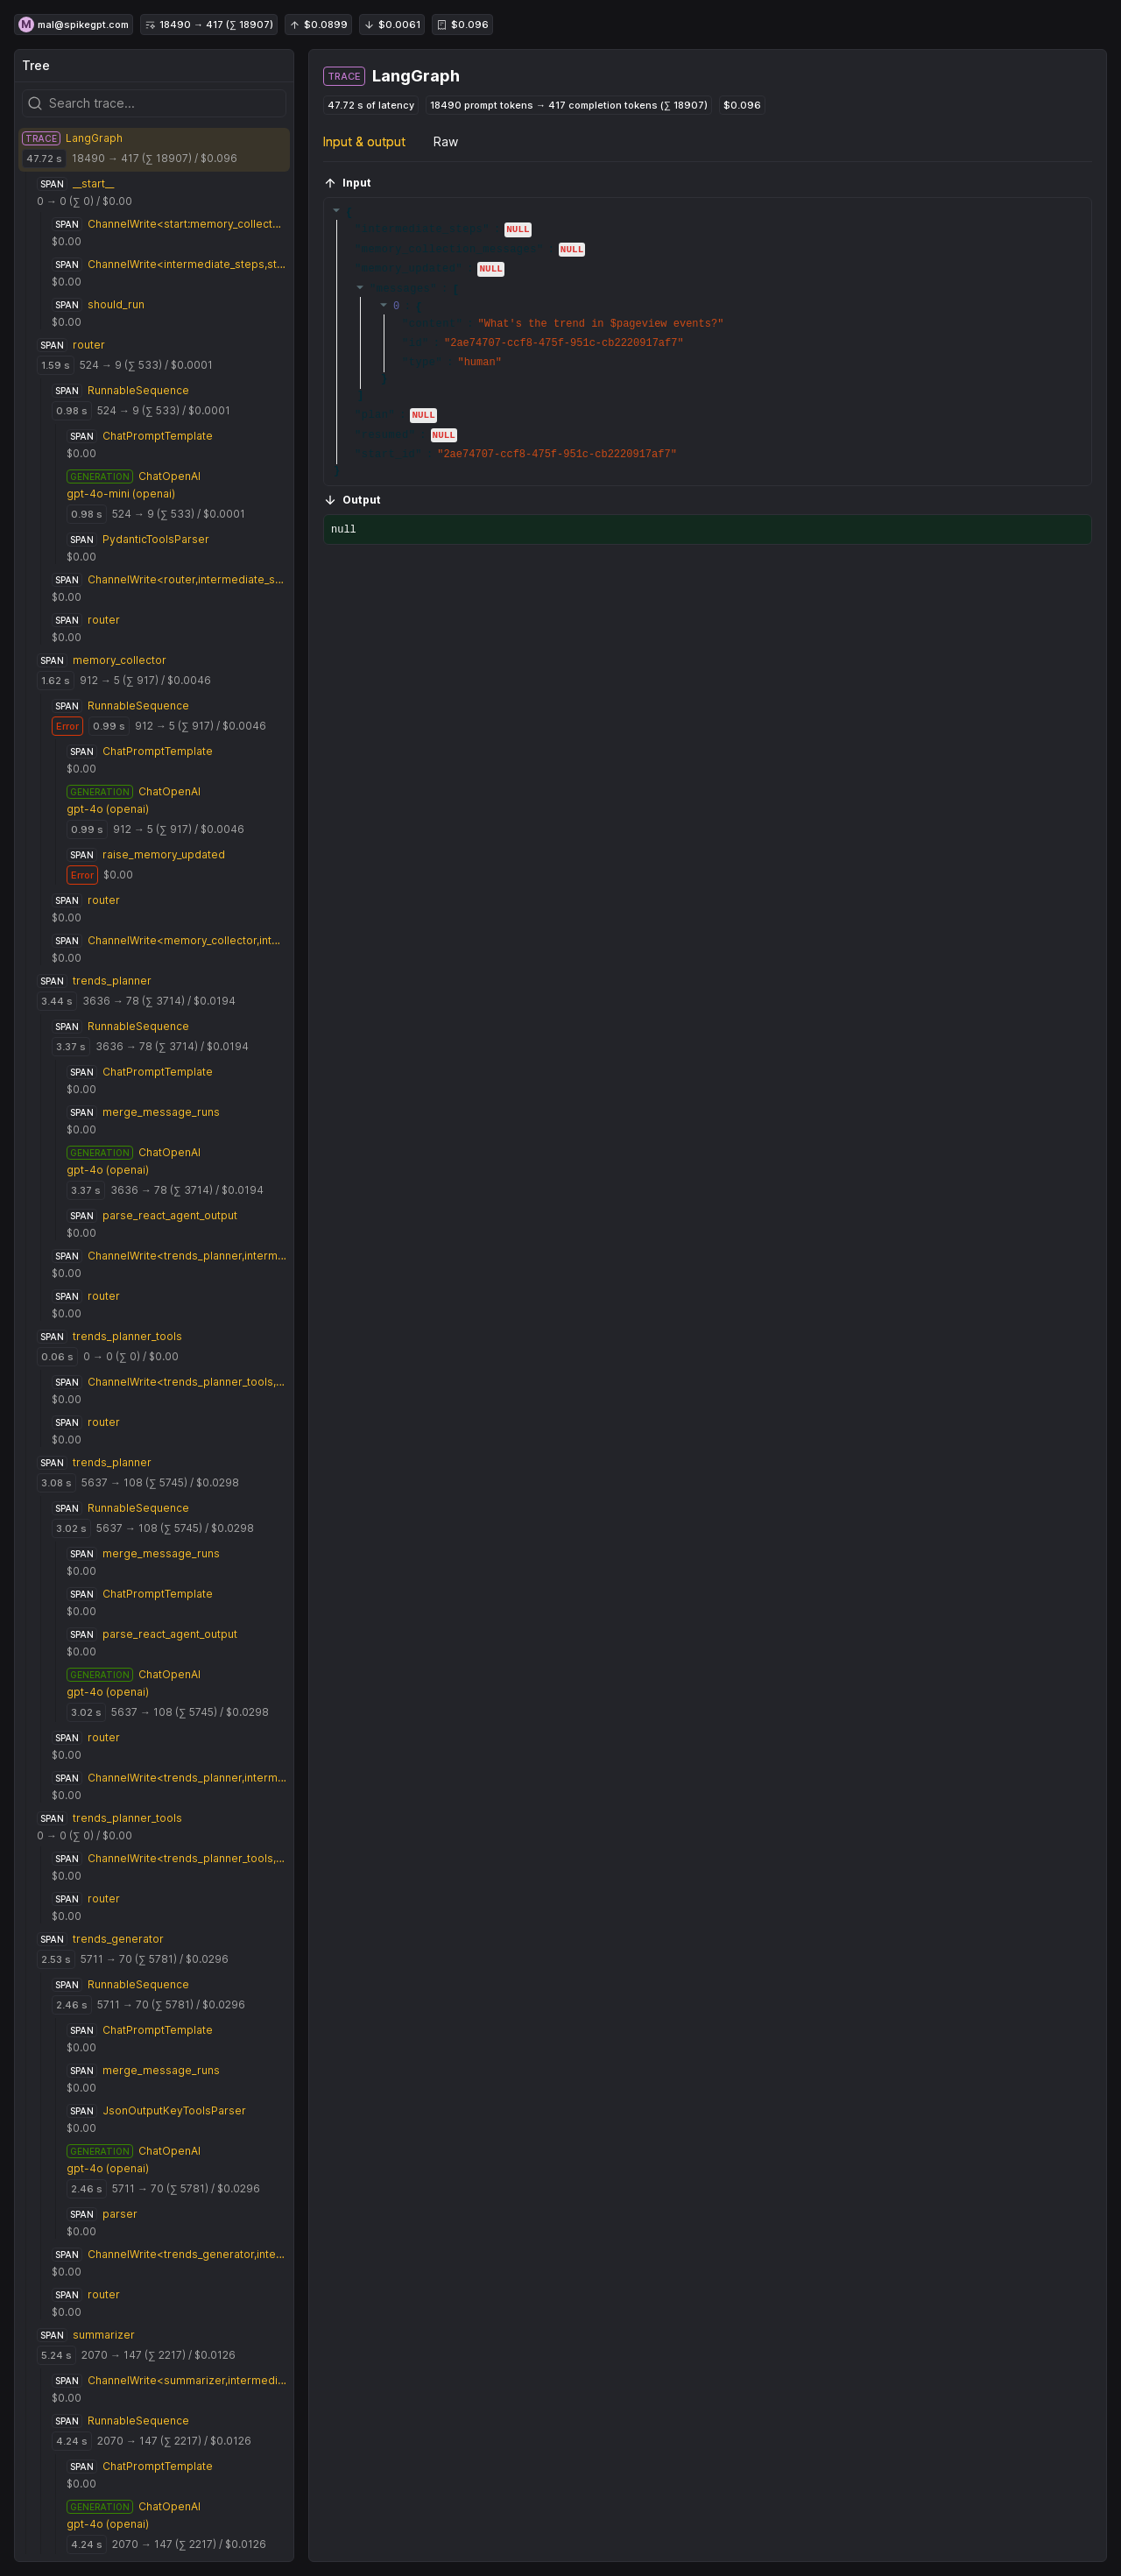 M mal@spikegpt.com 18490 → 417 (∑ 18907) $0.0899 $0.0061 $0.096
Tree
Search trace...
TRACE LangGraph
47.72 s 18490 → 417 (∑ 18907) / $0.096
SPAN __start__
0 → 0 (∑ 0) / $0.00
SPAN ChannelWrite<start:memory_collect...
$0.00
SPAN ChannelWrite<intermediate_steps,st...
$0.00
SPAN should_run
$0.00
SPAN router
1.59 s 524 → 9 (∑ 533) / $0.0001
SPAN RunnableSequence
0.98 s 524 → 9 (∑ 533) / $0.0001
SPAN ChatPromptTemplate
$0.00
GENERATION ChatOpenAI
gpt-4o-mini (openai)
0.98 s 524 → 9 (∑ 533) / $0.0001
SPAN PydanticToolsParser
$0.00
SPAN ChannelWrite<router,intermediate_s...
$0.00
SPAN router
$0.00
SPAN memory_collector
1.62 s 912 → 5 (∑ 917) / $0.0046
SPAN RunnableSequence
Error 0.99 s 912 → 5 (∑ 917) / $0.0046
SPAN ChatPromptTemplate
$0.00
GENERATION ChatOpenAI
gpt-4o (openai)
0.99 s 912 → 5 (∑ 917) / $0.0046
SPAN raise_memory_updated
Error $0.00
SPAN router
$0.00
SPAN ChannelWrite<memory_collector,int...
$0.00
SPAN trends_planner
3.44 s 3636 → 78 (∑ 3714) / $0.0194
SPAN RunnableSequence
3.37 s 3636 → 78 (∑ 3714) / $0.0194
SPAN ChatPromptTemplate
$0.00
SPAN merge_message_runs
$0.00
GENERATION ChatOpenAI
gpt-4o (openai)
3.37 s 3636 → 78 (∑ 3714) / $0.0194
SPAN parse_react_agent_output
$0.00
SPAN ChannelWrite<trends_planner,interm...
$0.00
SPAN router
$0.00
SPAN trends_planner_tools
0.06 s 0 → 0 (∑ 0) / $0.00
SPAN ChannelWrite<trends_planner_tools,...
$0.00
SPAN router
$0.00
SPAN trends_planner
3.08 s 5637 → 108 (∑ 5745) / $0.0298
SPAN RunnableSequence
3.02 s 5637 → 108 (∑ 5745) / $0.0298
SPAN merge_message_runs
$0.00
SPAN ChatPromptTemplate
$0.00
SPAN parse_react_agent_output
$0.00
GENERATION ChatOpenAI
gpt-4o (openai)
3.02 s 5637 → 108 (∑ 5745) / $0.0298
SPAN router
$0.00
SPAN ChannelWrite<trends_planner,interm...
$0.00
SPAN trends_planner_tools
0 → 0 (∑ 0) / $0.00
SPAN ChannelWrite<trends_planner_tools,...
$0.00
SPAN router
$0.00
SPAN trends_generator
2.53 s 5711 → 70 (∑ 5781) / $0.0296
SPAN RunnableSequence
2.46 s 5711 → 70 (∑ 5781) / $0.0296
SPAN ChatPromptTemplate
$0.00
SPAN merge_message_runs
$0.00
SPAN JsonOutputKeyToolsParser
$0.00
GENERATION ChatOpenAI
gpt-4o (openai)
2.46 s 5711 → 70 (∑ 5781) / $0.0296
SPAN parser
$0.00
SPAN ChannelWrite<trends_generator,inte...
$0.00
SPAN router
$0.00
SPAN summarizer
5.24 s 2070 → 147 (∑ 2217) / $0.0126
SPAN ChannelWrite<summarizer,intermedi...
$0.00
SPAN RunnableSequence
4.24 s 2070 → 147 (∑ 2217) / $0.0126
SPAN ChatPromptTemplate
$0.00
GENERATION ChatOpenAI
gpt-4o (openai)
4.24 s 2070 → 147 (∑ 2217) / $0.0126
TRACE LangGraph
47.72 s of latency 18490 prompt tokens → 417 completion tokens (∑ 18907) $0.096
Input & output Raw
Input
NULL
NULL
NULL
0
"What's the trend in $pageview events?"
"2ae74707-ccf8-475f-951c-cb2220917af7"
"human"
NULL
NULL
"2ae74707-ccf8-475f-951c-cb2220917af7"
Output
null